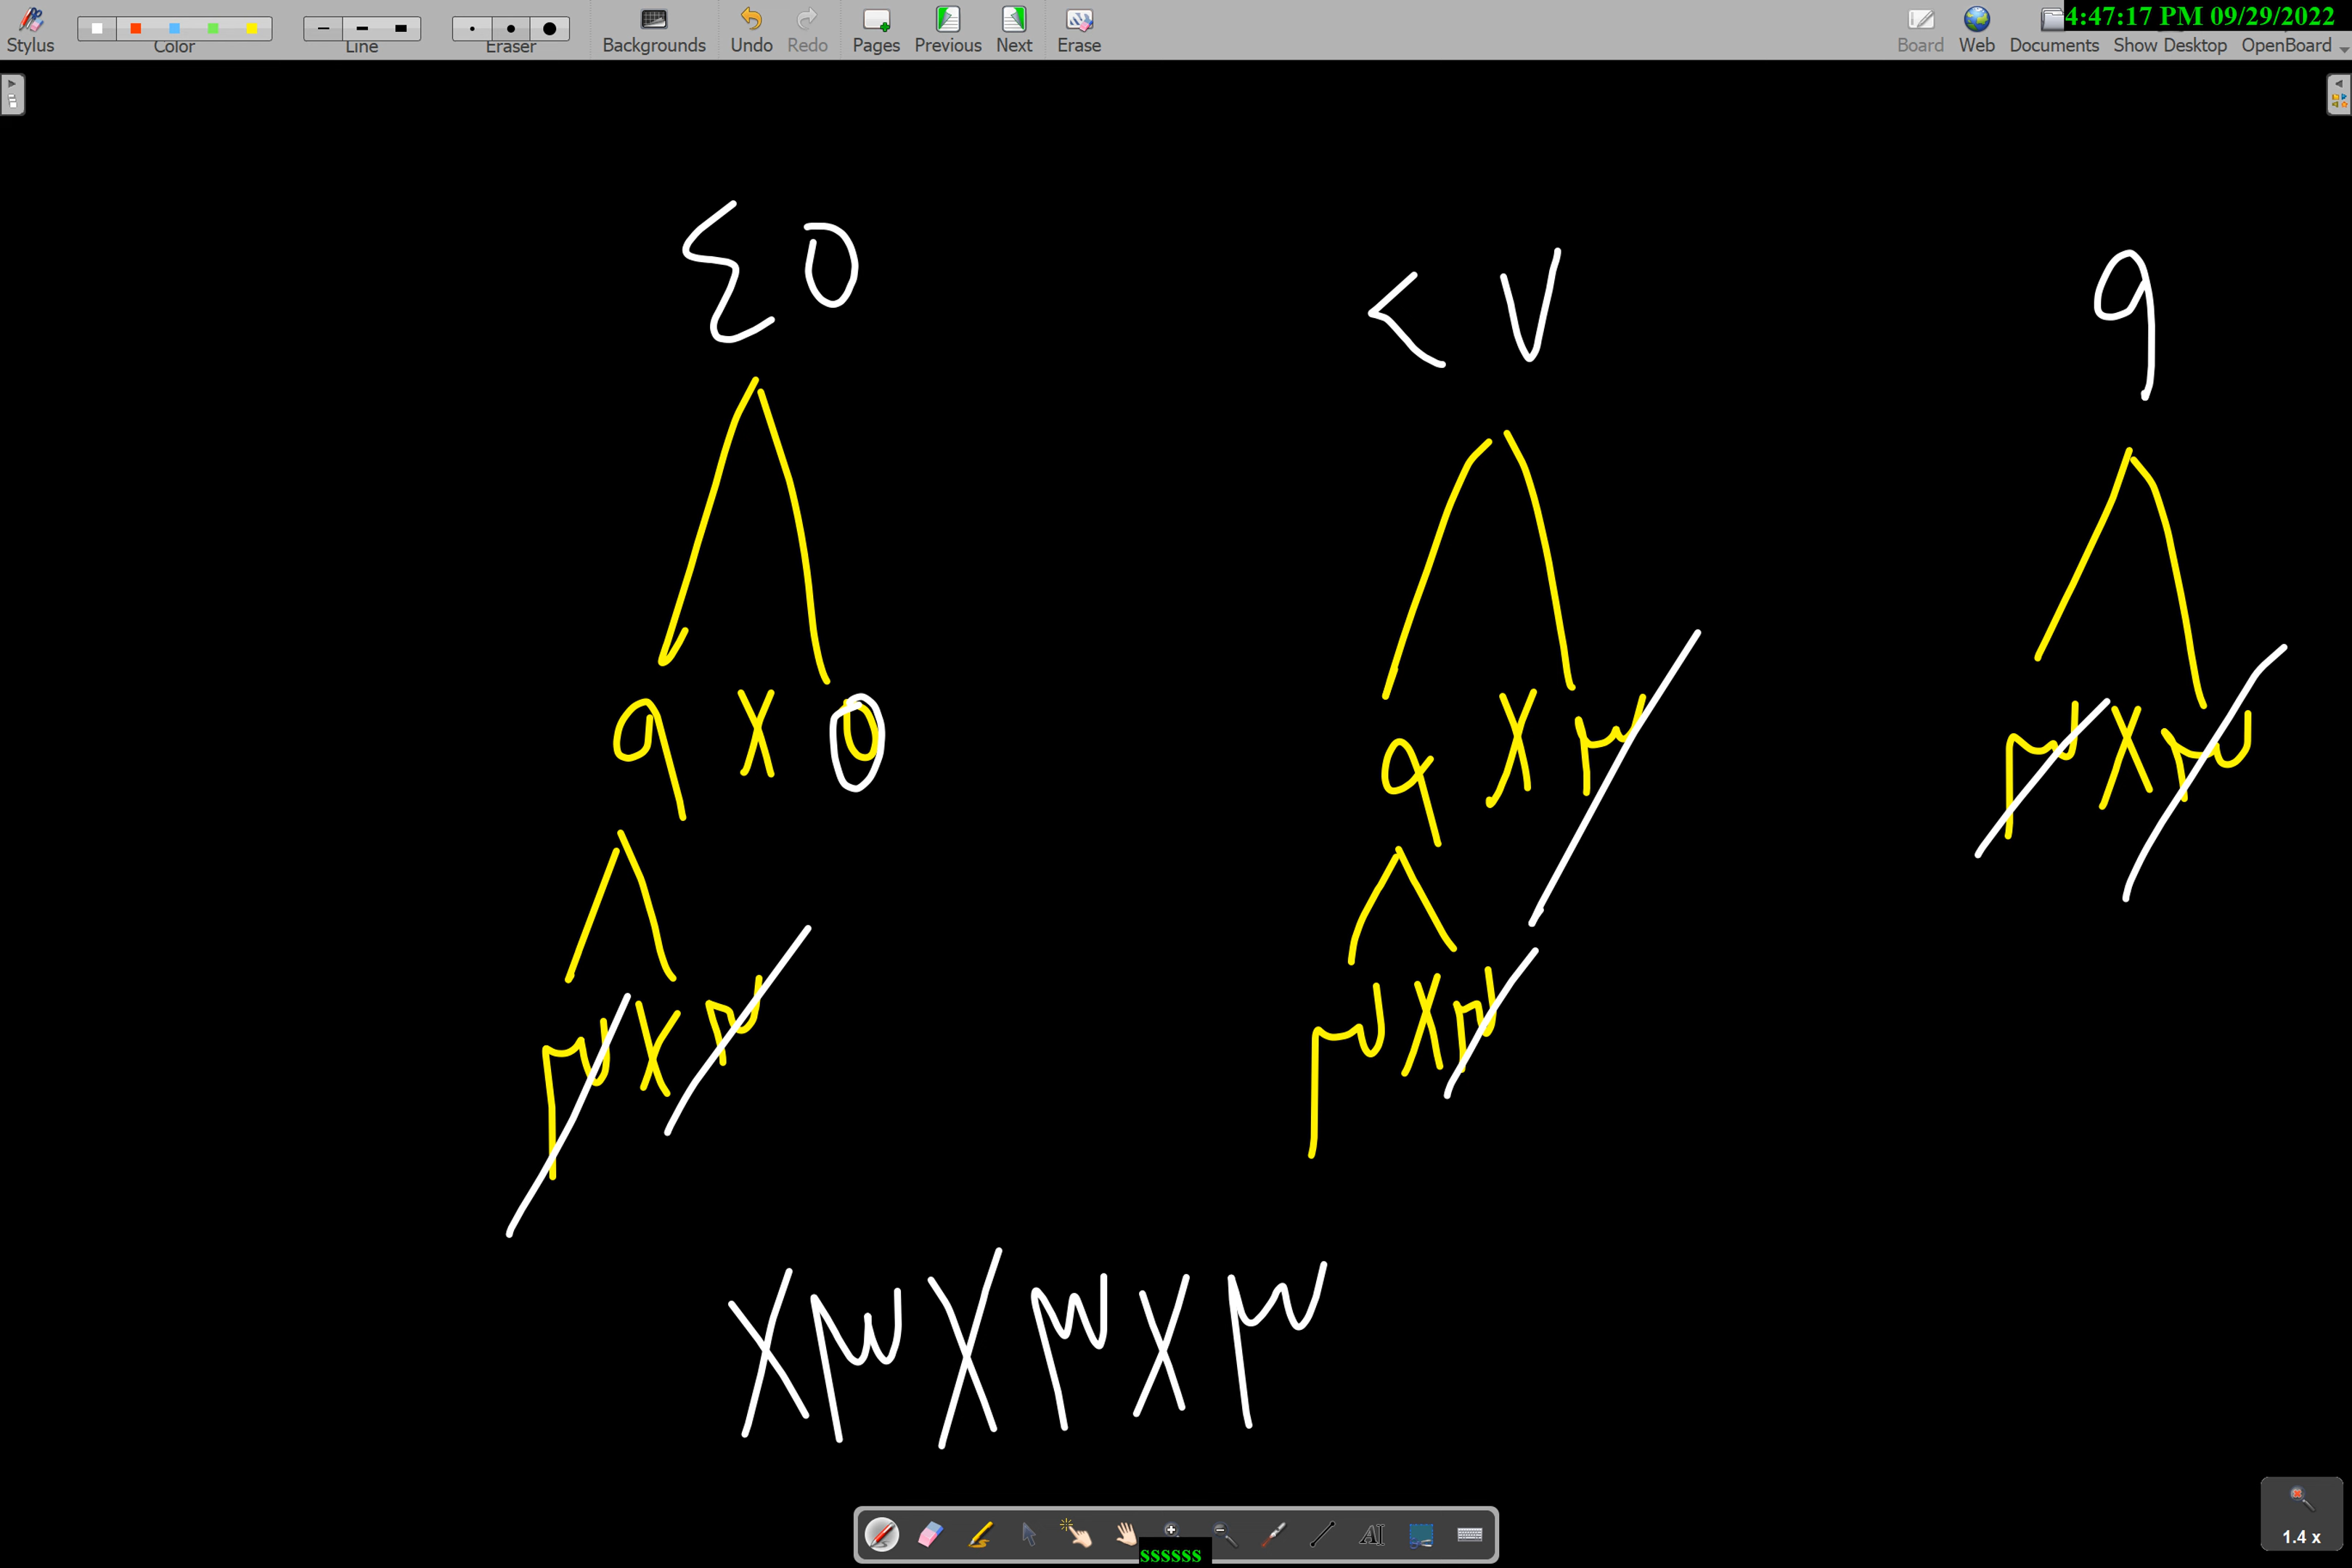 4:47:17 PM 09/29/2022
Stylus Color Line Eraser Backgrounds Undo Redo Pages Previous Next Erase Board Web Documents Show Desktop OpenBoard
٤٥ ٢٧ ٩
٩ × ٥ ٩ × ٣ ٣ × ٣
٣ × ٣ ٣ × ٣
× ٣ × ٣ × ٣
ssssss
1.4 x